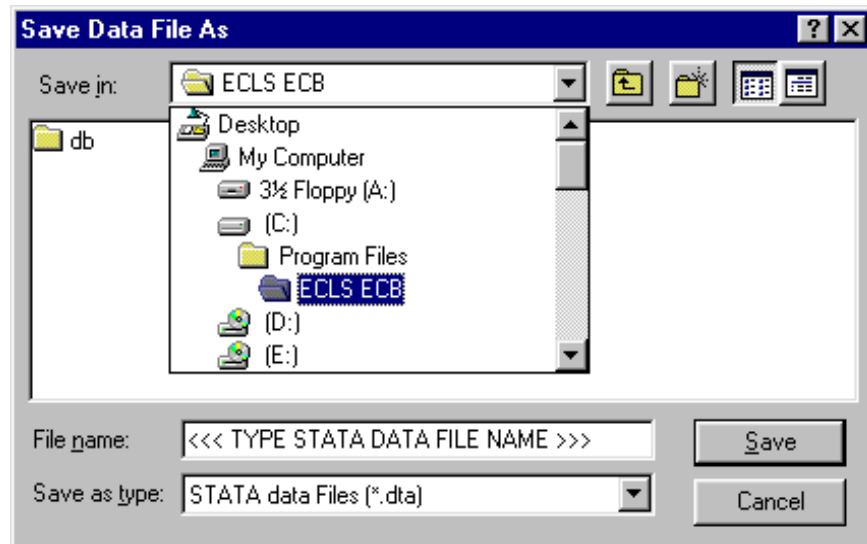 Save Data File As
Save in: ECLS ECB
db
Desktop
My Computer
3½ Floppy (A:)
(C:)
Program Files
ECLS ECB
(D:)
(E:)
File name: <<< TYPE STATA DATA FILE NAME >>> Save
Save as type: STATA data Files (*.dta) Cancel